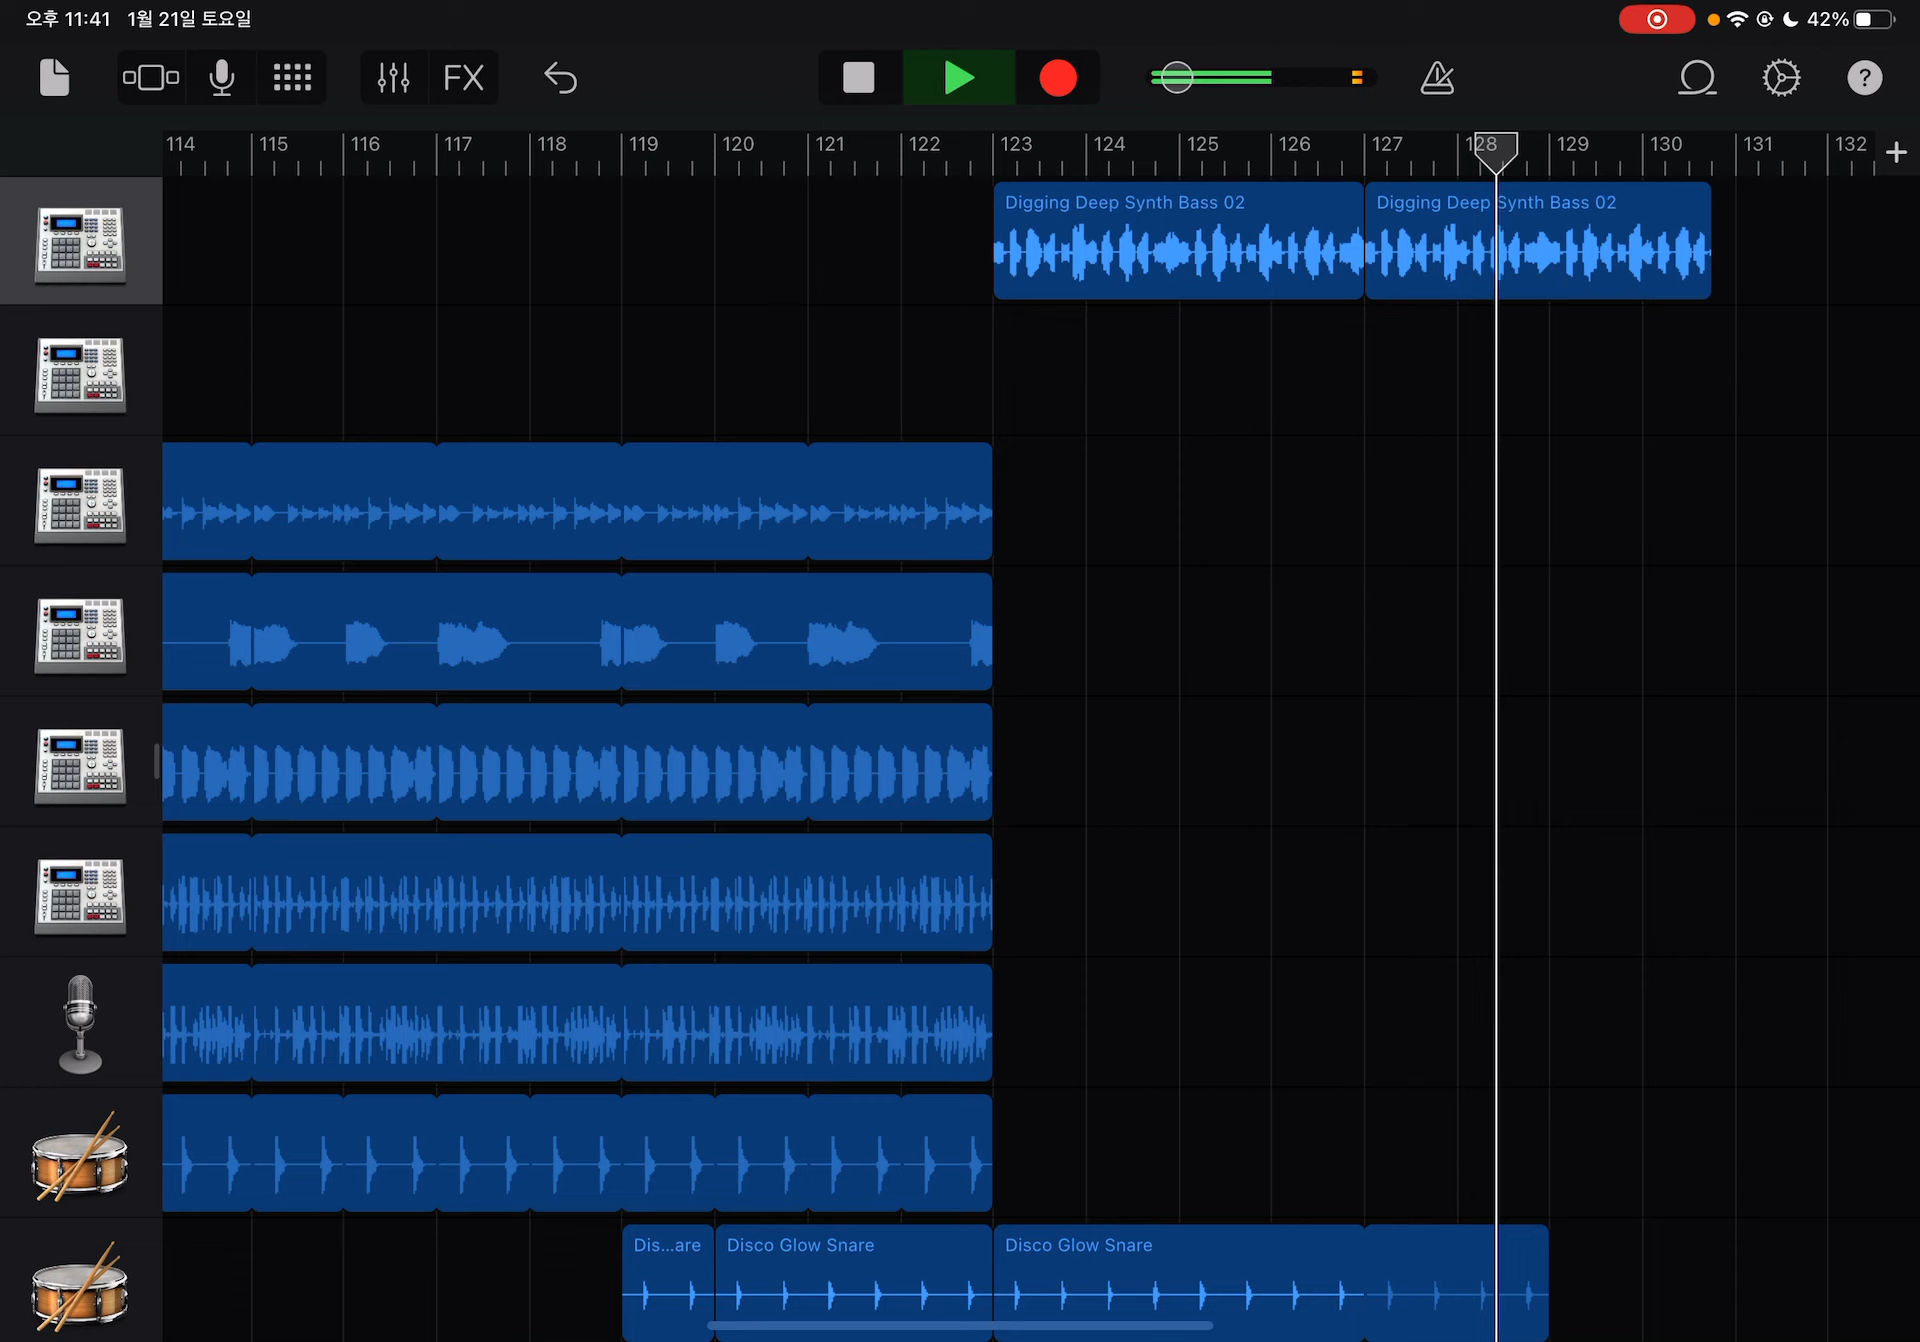 오후 11:41 1월 21일 토요일
42%
FX
?
114 115 116 117 118 119 120 121 122 123 124 125 126 127 128 129 130 131 132 +
Digging Deep Synth Bass 02
Digging Deep Synth Bass 02
Dis...are
Disco Glow Snare
Disco Glow Snare